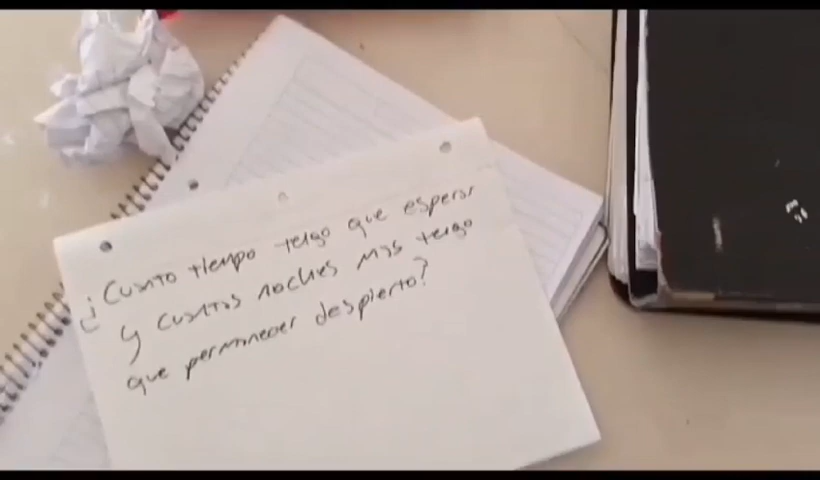 ¿Cuanto tiempo tengo que esperar
y cuantas noches mas tengo
que permanecer despierto?